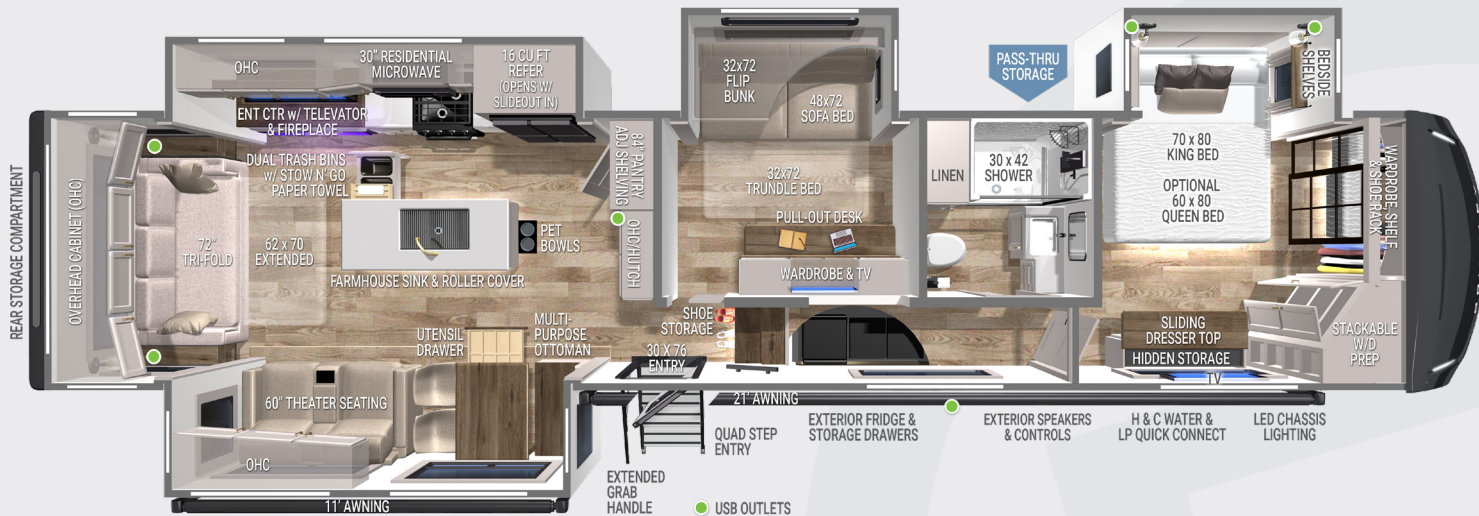 REAR STORAGE COMPARTMENT
OVERHEAD CABINET (OHC)
OHC
30" RESIDENTIAL
MICROWAVE
16 CU FT
REFER
(OPENS W/
SLIDEOUT IN)
ENT CTR w/ TELEVATOR
& FIREPLACE
DUAL TRASH BINS
w/ STOW N' GO
PAPER TOWEL
72"
TRI-FOLD
62 x 70
EXTENDED
FARMHOUSE SINK & ROLLER COVER
PET
BOWLS
84" PANTRY
ADJ SHELVING
OHC/HUTCH
UTENSIL
DRAWER
MULTI-
PURPOSE
OTTOMAN
60" THEATER SEATING
OHC
11' AWNING
32x72
FLIP
BUNK
48x72
SOFA BED
32x72
TRUNDLE BED
PULL-OUT DESK
WARDROBE & TV
SHOE
STORAGE
30 X 76
ENTRY
21' AWNING
QUAD STEP
ENTRY
EXTENDED
GRAB
HANDLE
USB OUTLETS
EXTERIOR FRIDGE &
STORAGE DRAWERS
EXTERIOR SPEAKERS
& CONTROLS
H & C WATER &
LP QUICK CONNECT
LED CHASSIS
LIGHTING
PASS-THRU
STORAGE
LINEN
30 x 42
SHOWER
BEDSIDE
SHELVES
70 x 80
KING BED
OPTIONAL
60 x 80
QUEEN BED
WARDROBE, SHELF
& SHOE RACK
SLIDING
DRESSER TOP
HIDDEN STORAGE
TV
STACKABLE
W/D
PREP